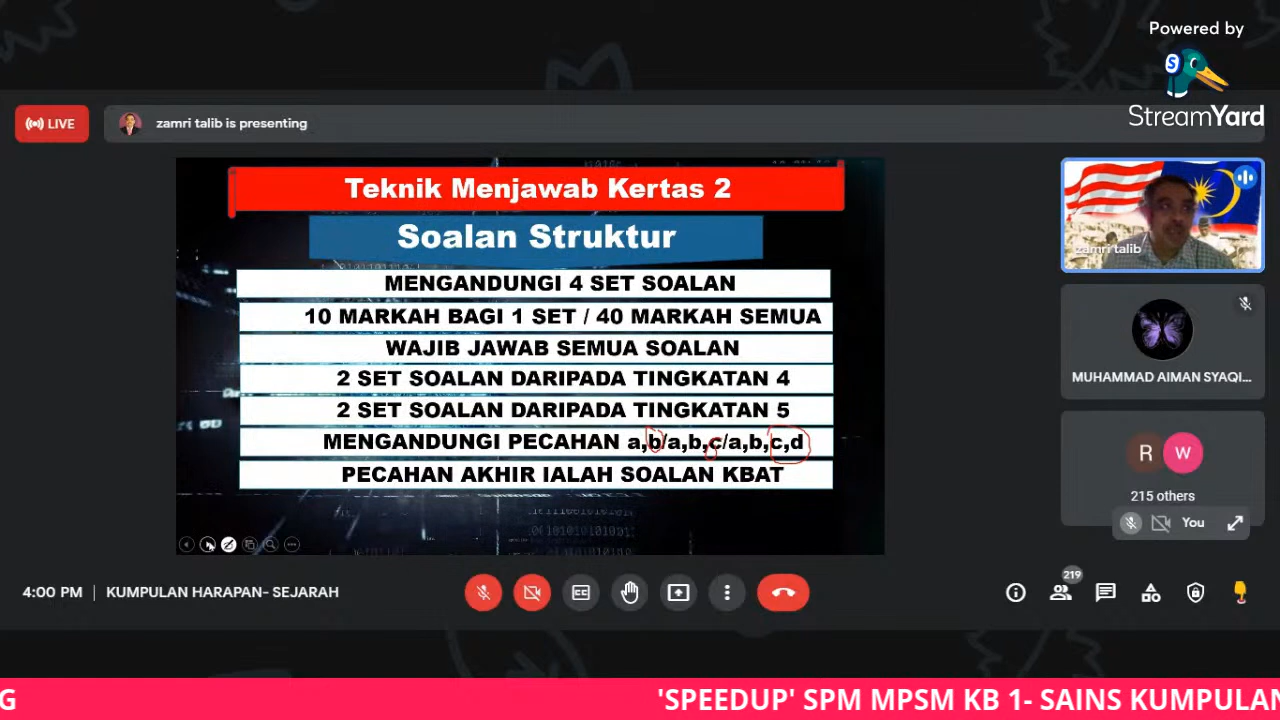 Powered by
StreamYard
LIVE
zamri talib is presenting
Teknik Menjawab Kertas 2
Soalan Struktur
MENGANDUNGI 4 SET SOALAN
10 MARKAH BAGI 1 SET / 40 MARKAH SEMUA
WAJIB JAWAB SEMUA SOALAN
2 SET SOALAN DARIPADA TINGKATAN 4
2 SET SOALAN DARIPADA TINGKATAN 5
MENGANDUNGI PECAHAN a,b/a,b,c/a,b,c,d
PECAHAN AKHIR IALAH SOALAN KBAT
zamri talib
MUHAMMAD AIMAN SYAQI...
R W
215 others
You
4:00 PM | KUMPULAN HARAPAN- SEJARAH
219
G 'SPEEDUP' SPM MPSM KB 1- SAINS KUMPULAN